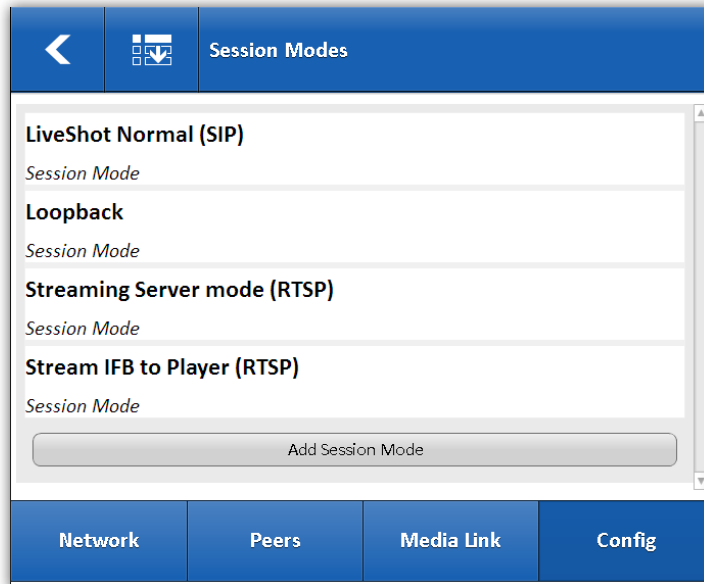 Session Modes
LiveShot Normal (SIP)
Session Mode
Loopback
Session Mode
Streaming Server mode (RTSP)
Session Mode
Stream IFB to Player (RTSP)
Session Mode
Add Session Mode
Network Peers Media Link Config